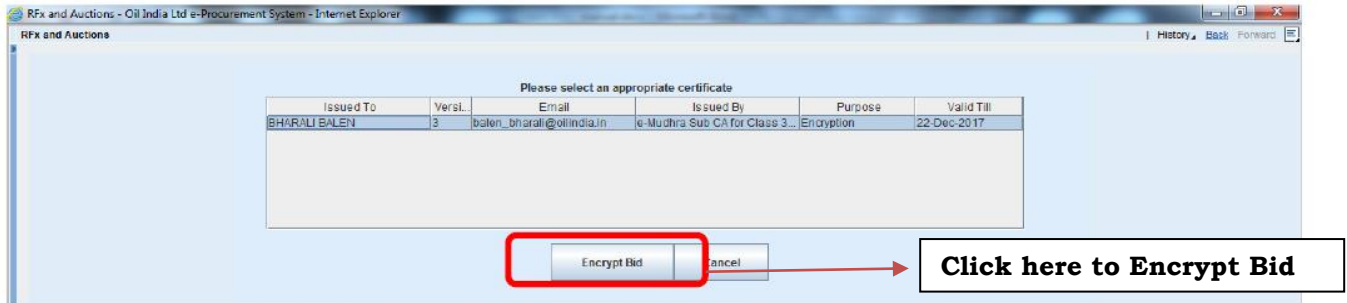 RFx and Auctions - Oil India Ltd e-Procurement System - Internet Explorer
RFx and Auctions
History Back Forward
Please select an appropriate certificate
Issued To Versi... Email Issued By Purpose Valid Till
BHARALI BALEN 3 balen_bharali@oilindia.in e-Mudhra Sub CA for Class 3... Encryption 22-Dec-2017
Encrypt Bid Cancel
Click here to Encrypt Bid